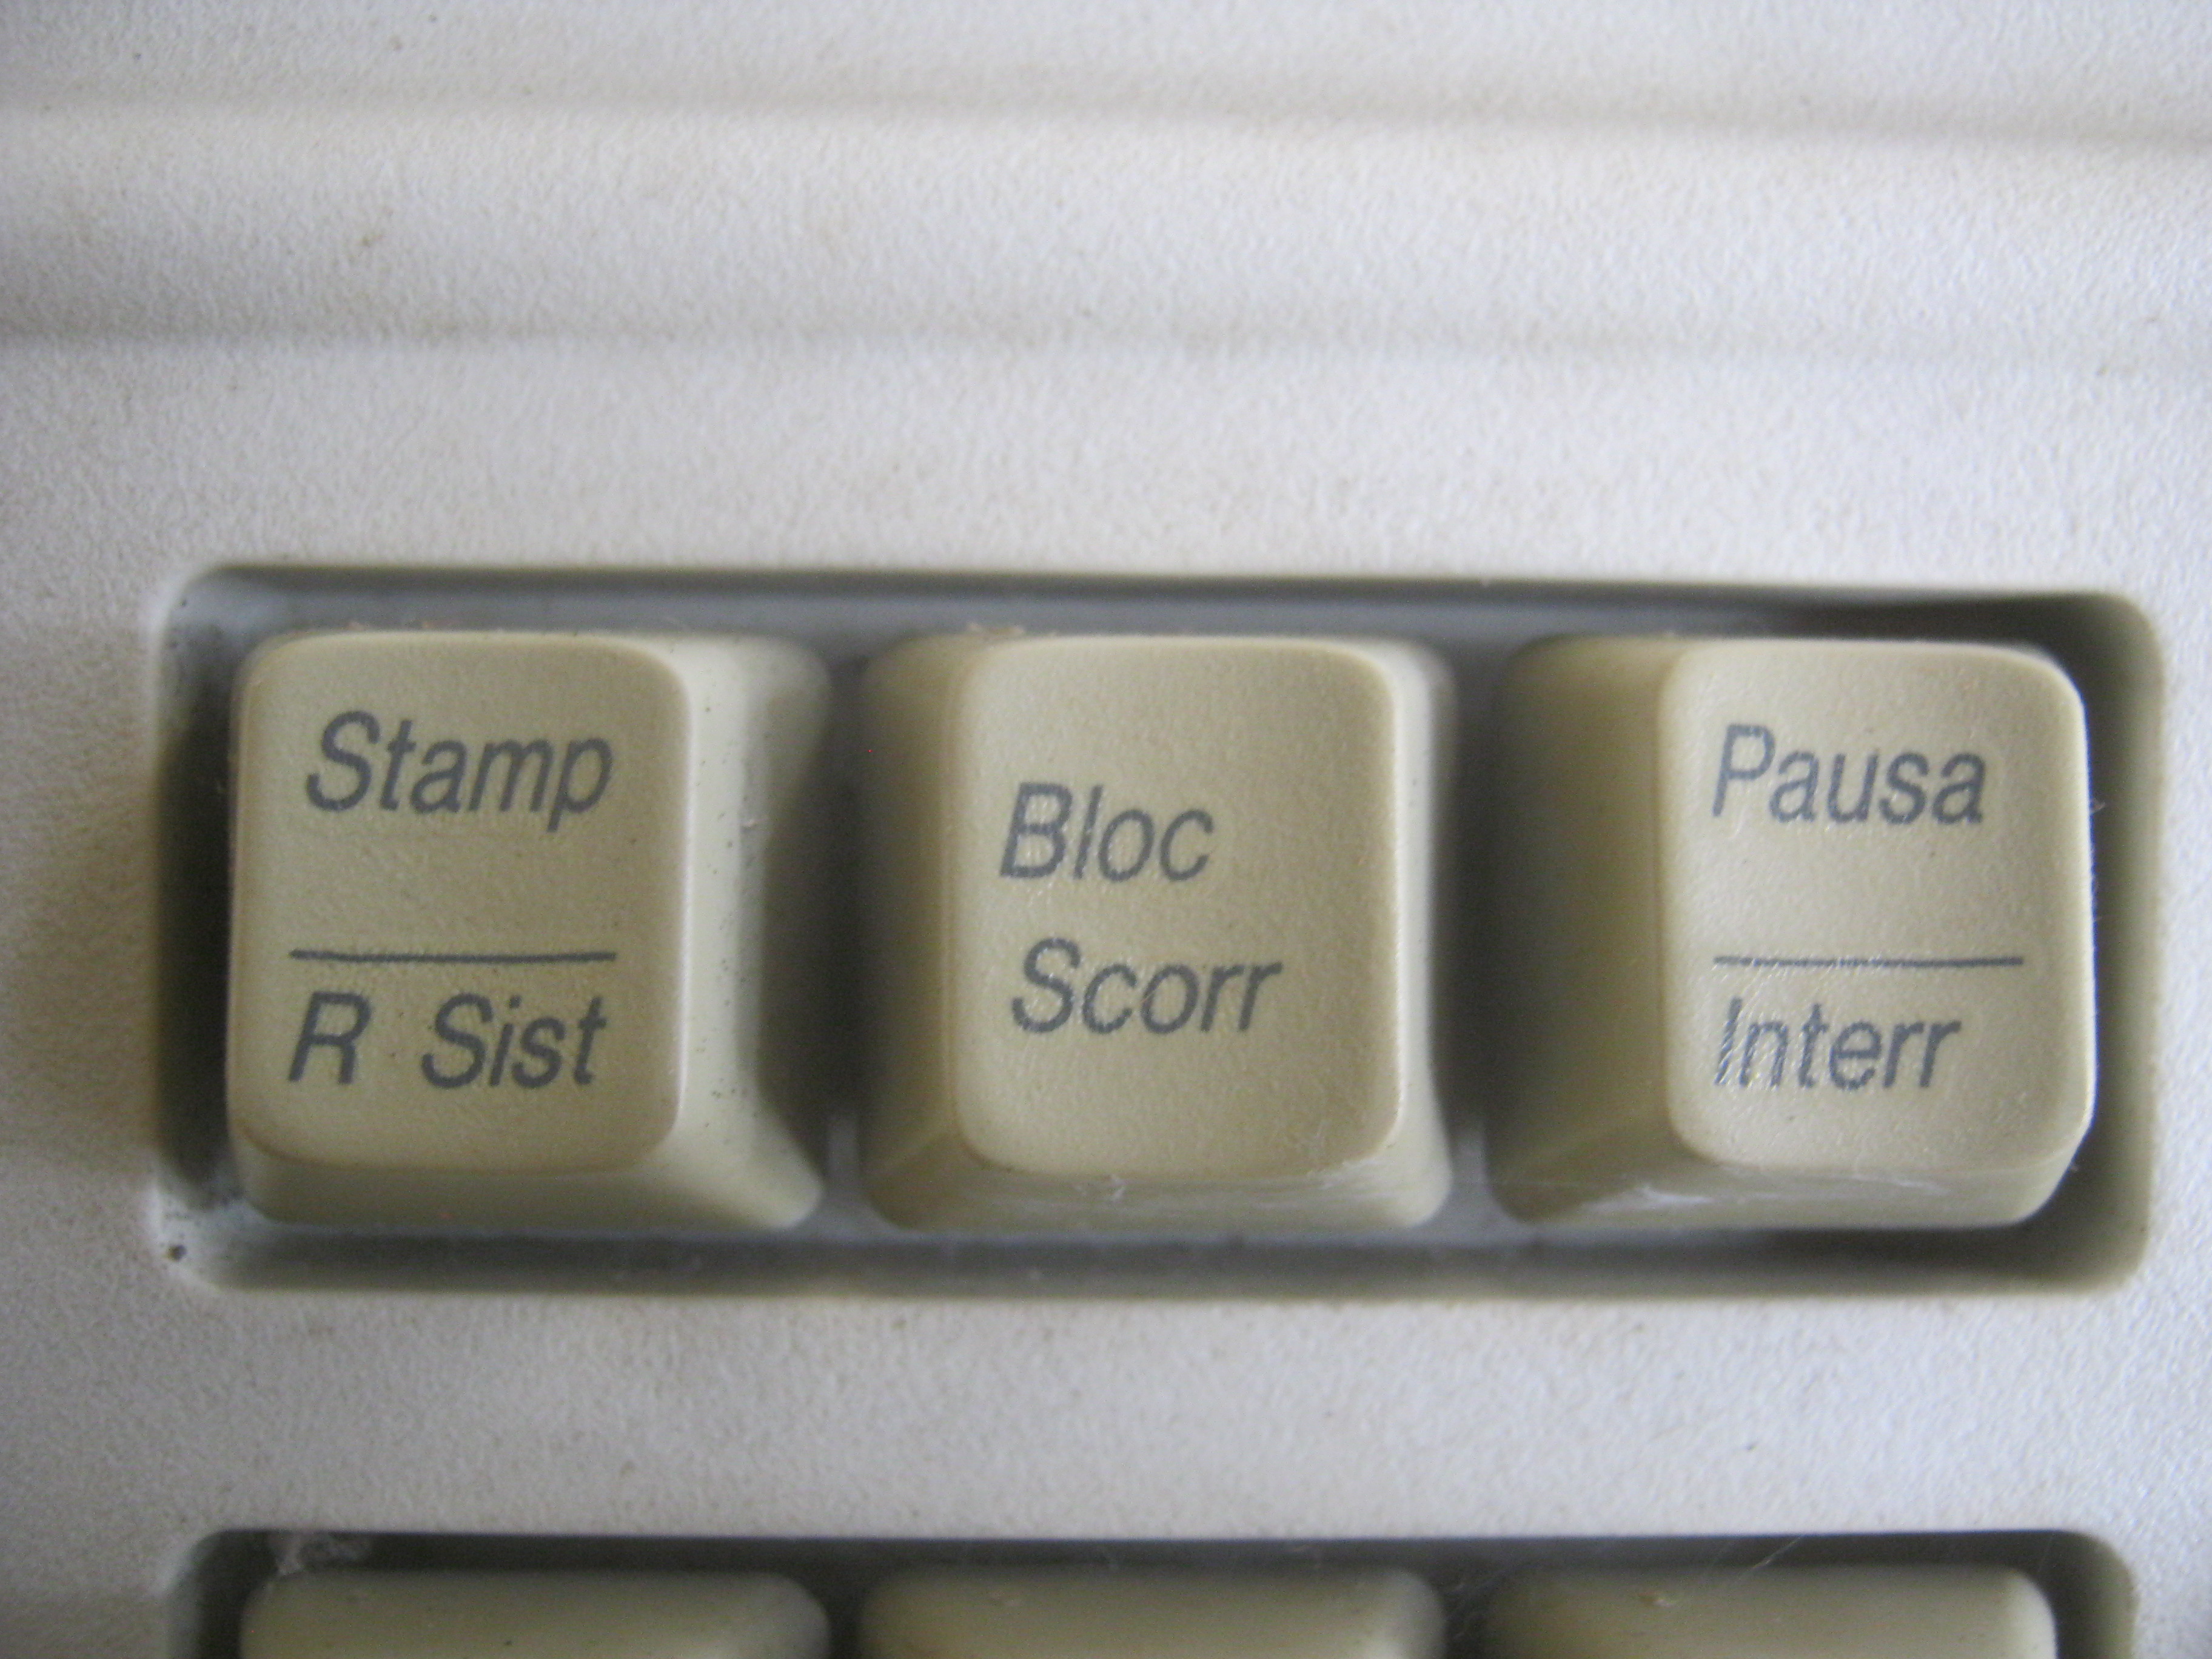 Stamp
R Sist
Bloc
Scorr
Pausa
Interr